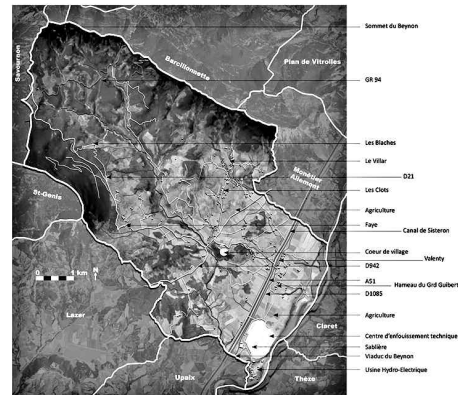 Savournon
Barcillonnette
Plan de Vitrolles
Monêtier Allemont
St-Genis
Lazer
Upaix
Thèze
Claret
0 1 km
N
Sommet du Beynon
GR 94
Les Blaches
Le Villar
D21
Les Clots
Agriculture
Faye
Canal de Sisteron
Coeur de village
Valenty
D942
A51
Hameau du Grd Guibert
D1085
Agriculture
Centre d'enfouissement technique
Sablière
Viaduc du Beynon
Usine Hydro-Electrique